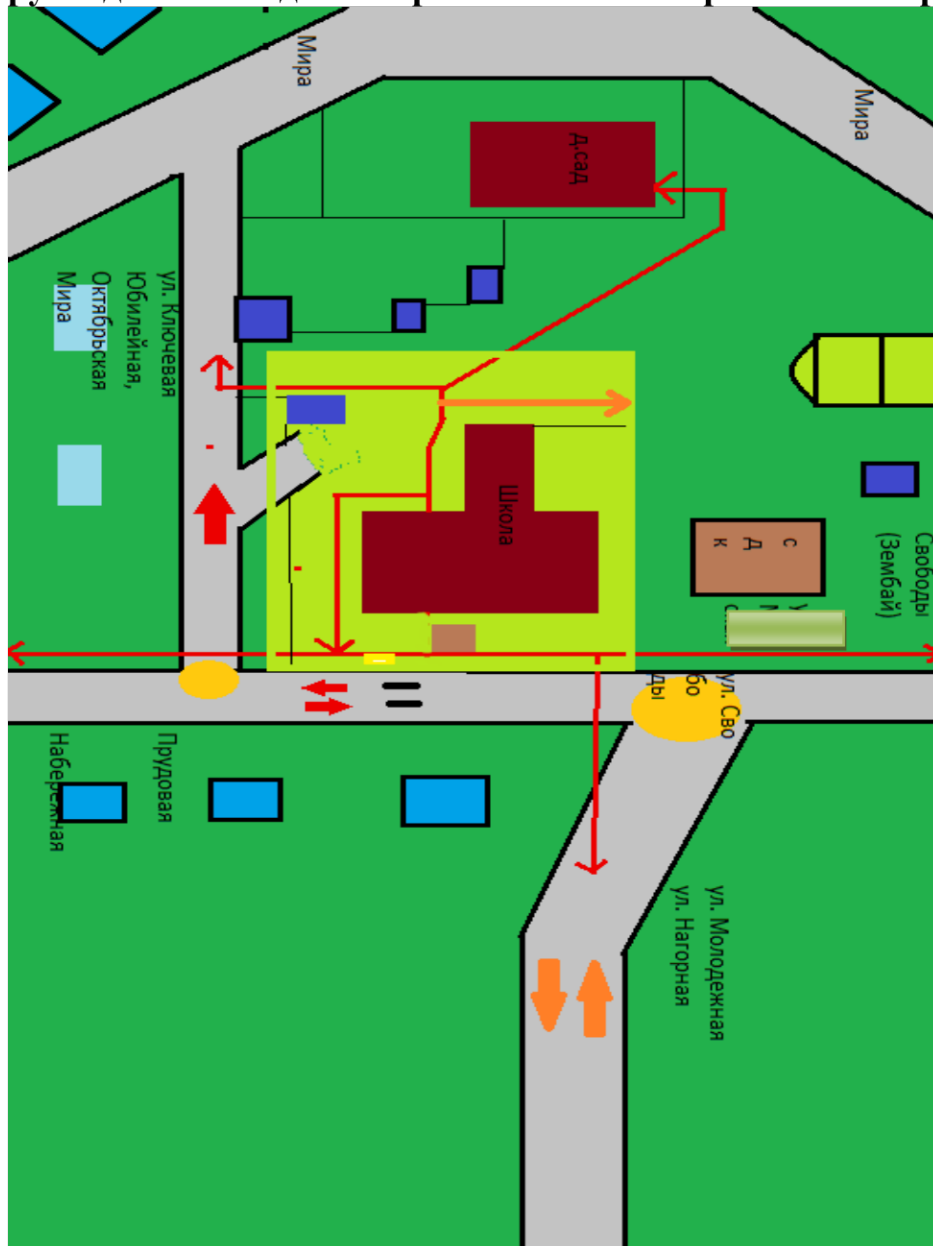 Мира
Мира
д.сад
ул. Ключевая
Юбилейная,
Октябрьская
Мира
Школа
с
д
к
Свободы
(Зембай)
ул. Сво
бо
ды
Прудовая
Набережная
ул. Молодежная
ул. Нагорная